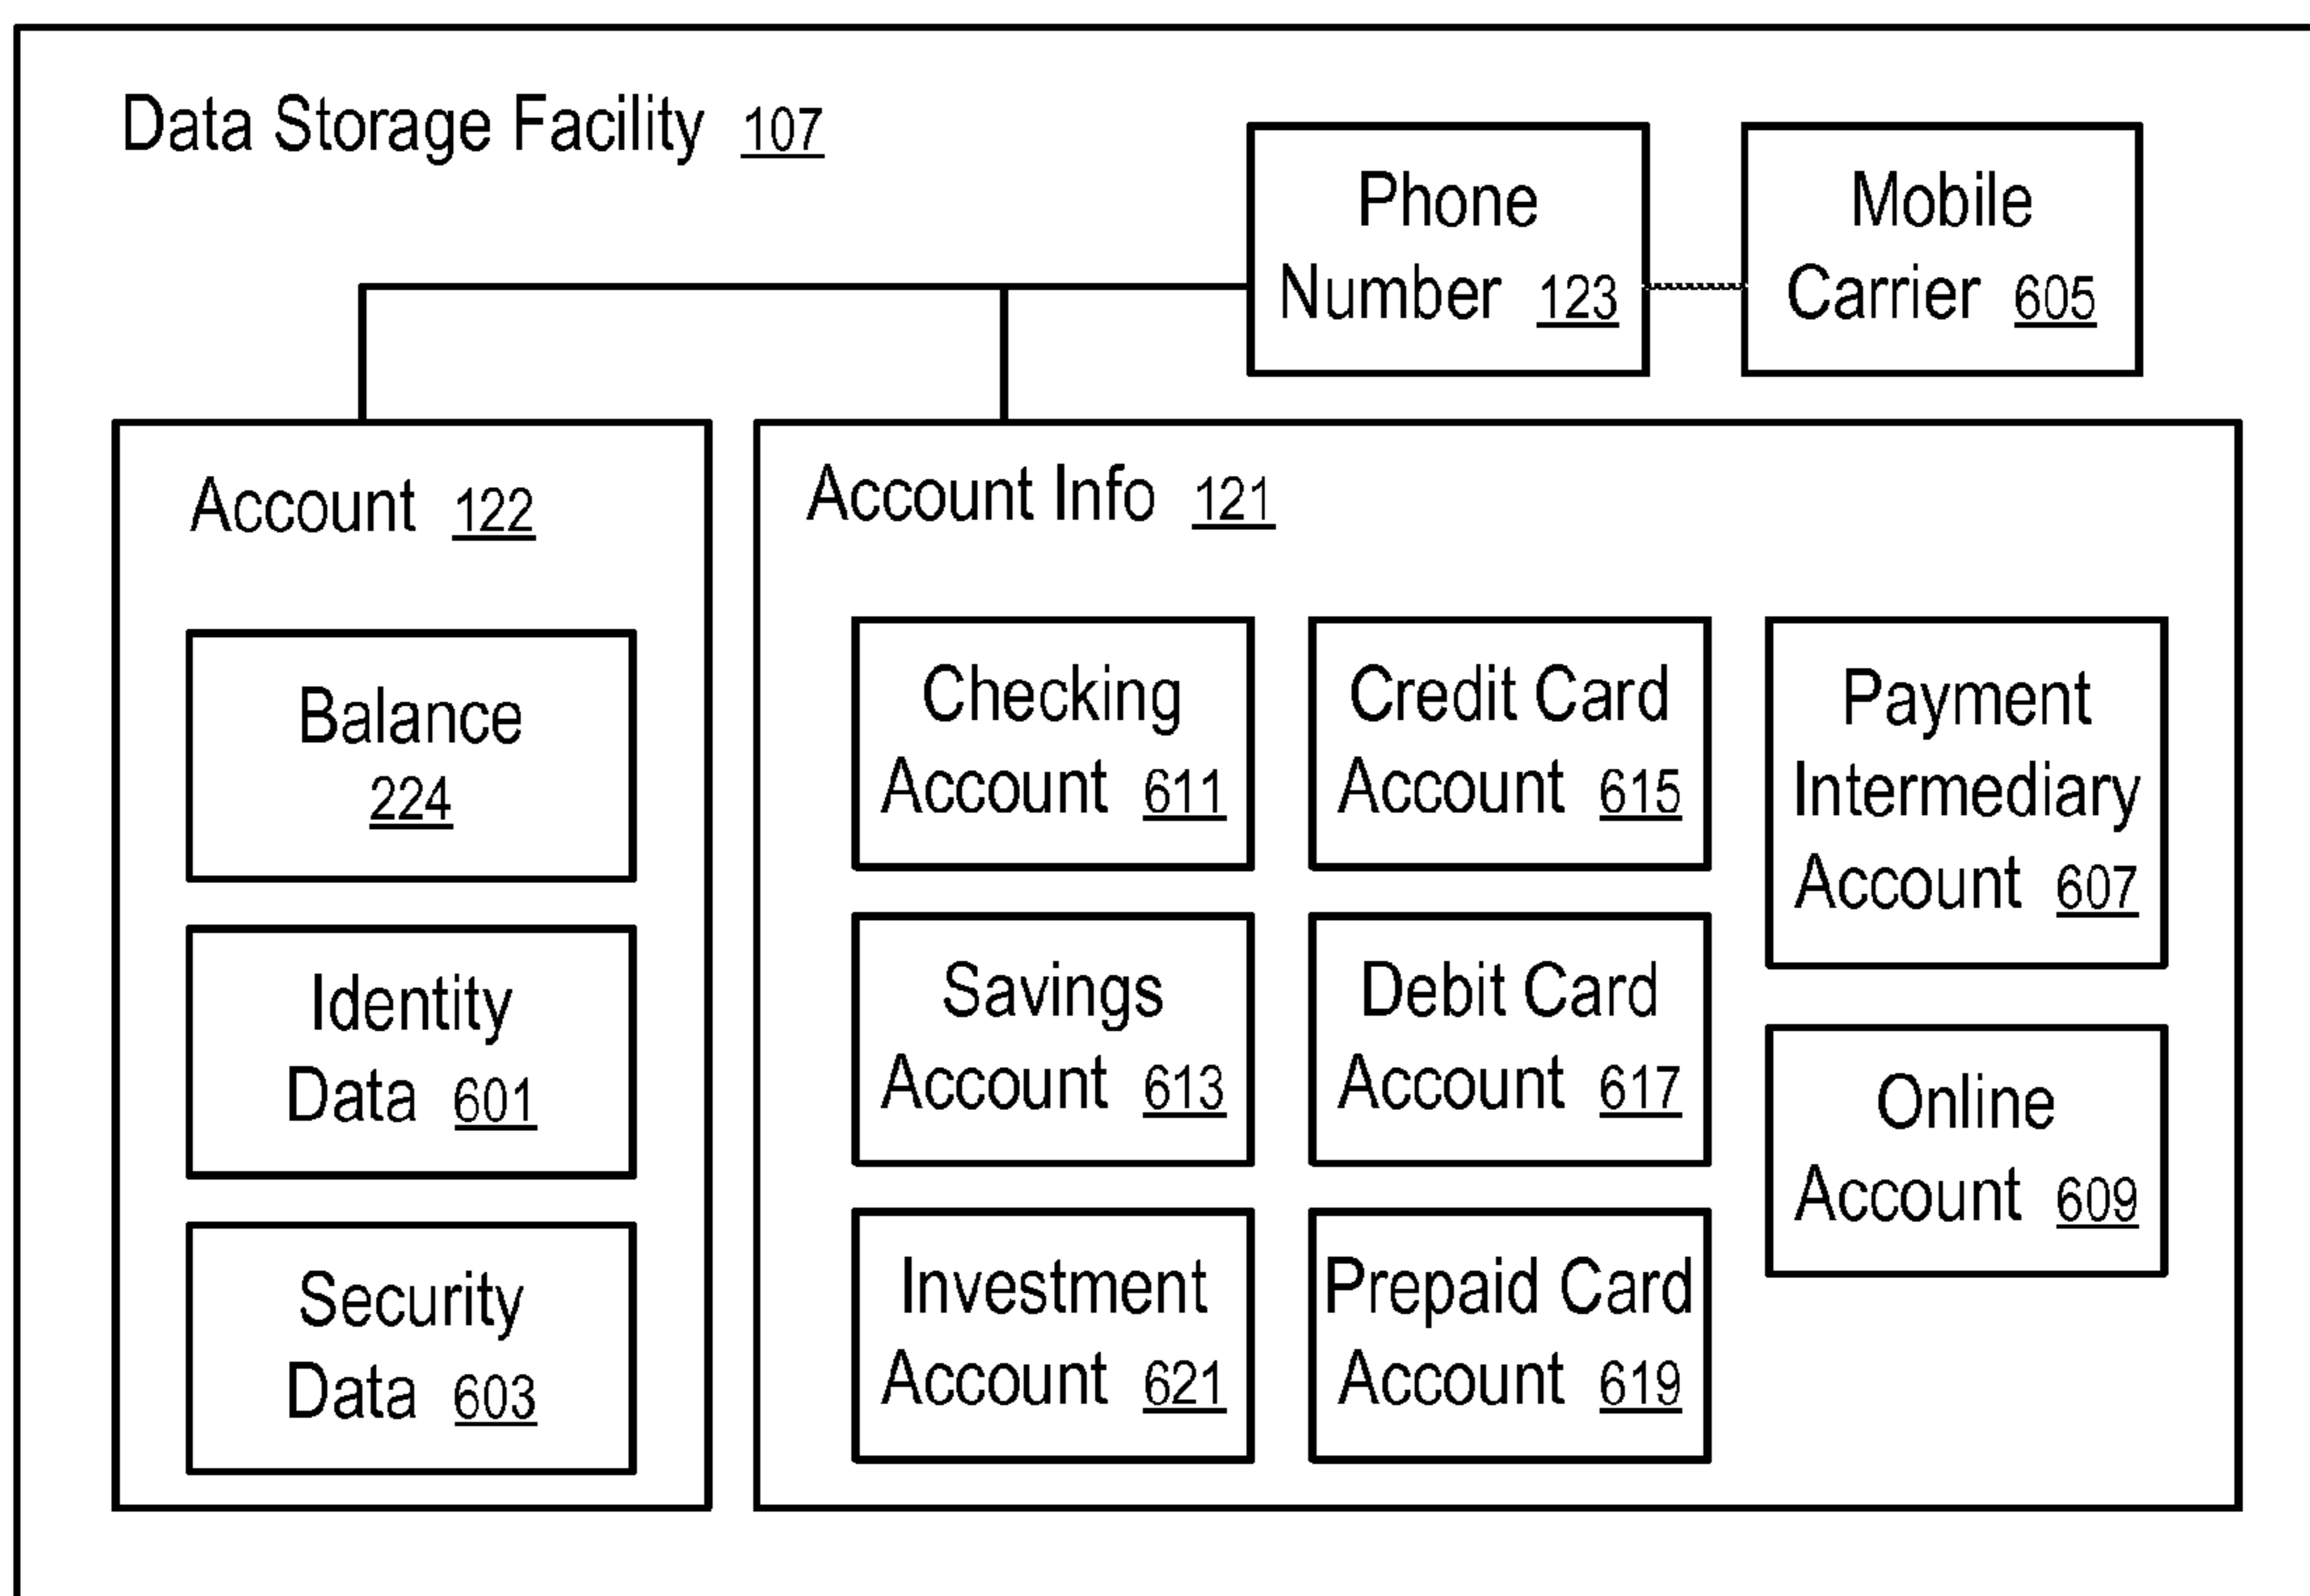 Data Storage Facility 107
Phone
Number 123
Mobile
Carrier 605
Account 122
Balance
224
Identity
Data 601
Security
Data 603
Account Info 121
Checking
Account 611
Credit Card
Account 615
Payment
Intermediary
Account 607
Savings
Account 613
Debit Card
Account 617
Online
Account 609
Investment
Account 621
Prepaid Card
Account 619